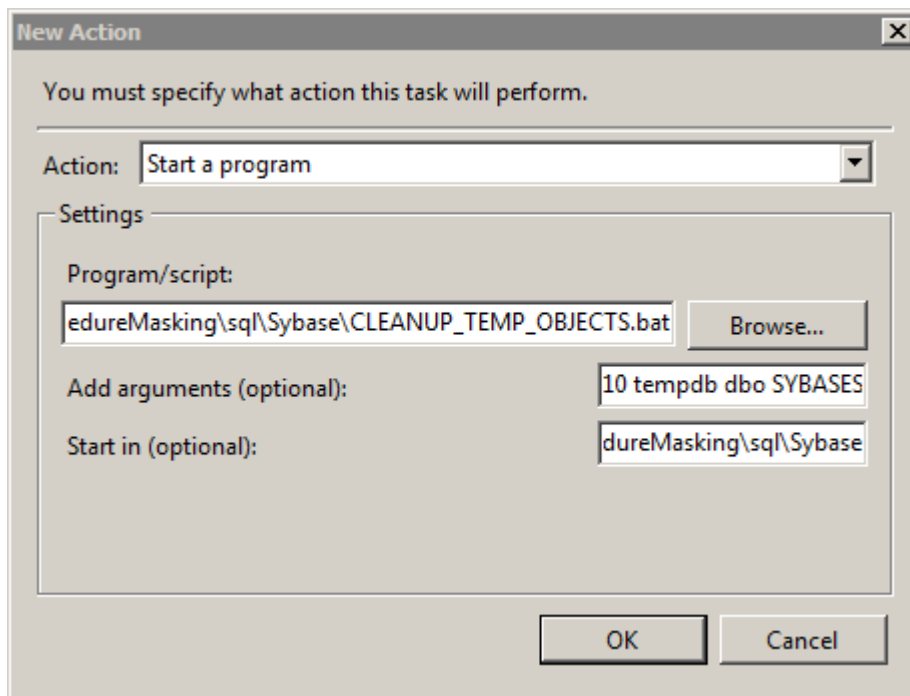 New Action
You must specify what action this task will perform.
Action: Start a program
Settings
Program/script:
edureMasking\sql\Sybase\CLEANUP_TEMP_OBJECTS.bat Browse...
Add arguments (optional): 10 tempdb dbo SYBASES
Start in (optional): dureMasking\sql\Sybase
OK Cancel